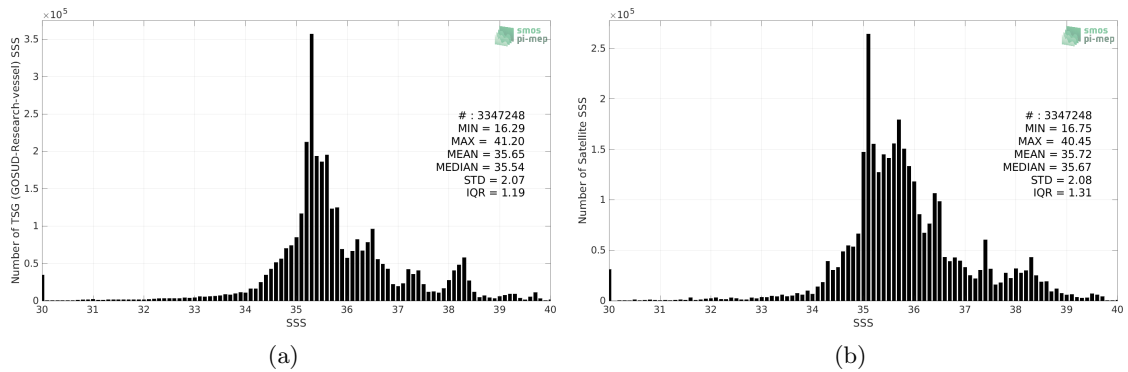 ×10⁵
3.5
3
2.5
2
1.5
1
0.5
0
30 31 32 33 34 35 36 37 38 39 40
SSS
Number of TSG (GOSUD-Research-vessel) SSS
smos
pi-mep
# : 3347248
MIN = 16.29
MAX = 41.20
MEAN = 35.65
MEDIAN = 35.54
STD = 2.07
IQR = 1.19
(a)
×10⁵
2.5
2
1.5
1
0.5
0
30 31 32 33 34 35 36 37 38 39 40
SSS
Number of Satellite SSS
smos
pi-mep
# : 3347248
MIN = 16.75
MAX = 40.45
MEAN = 35.72
MEDIAN = 35.67
STD = 2.08
IQR = 1.31
(b)